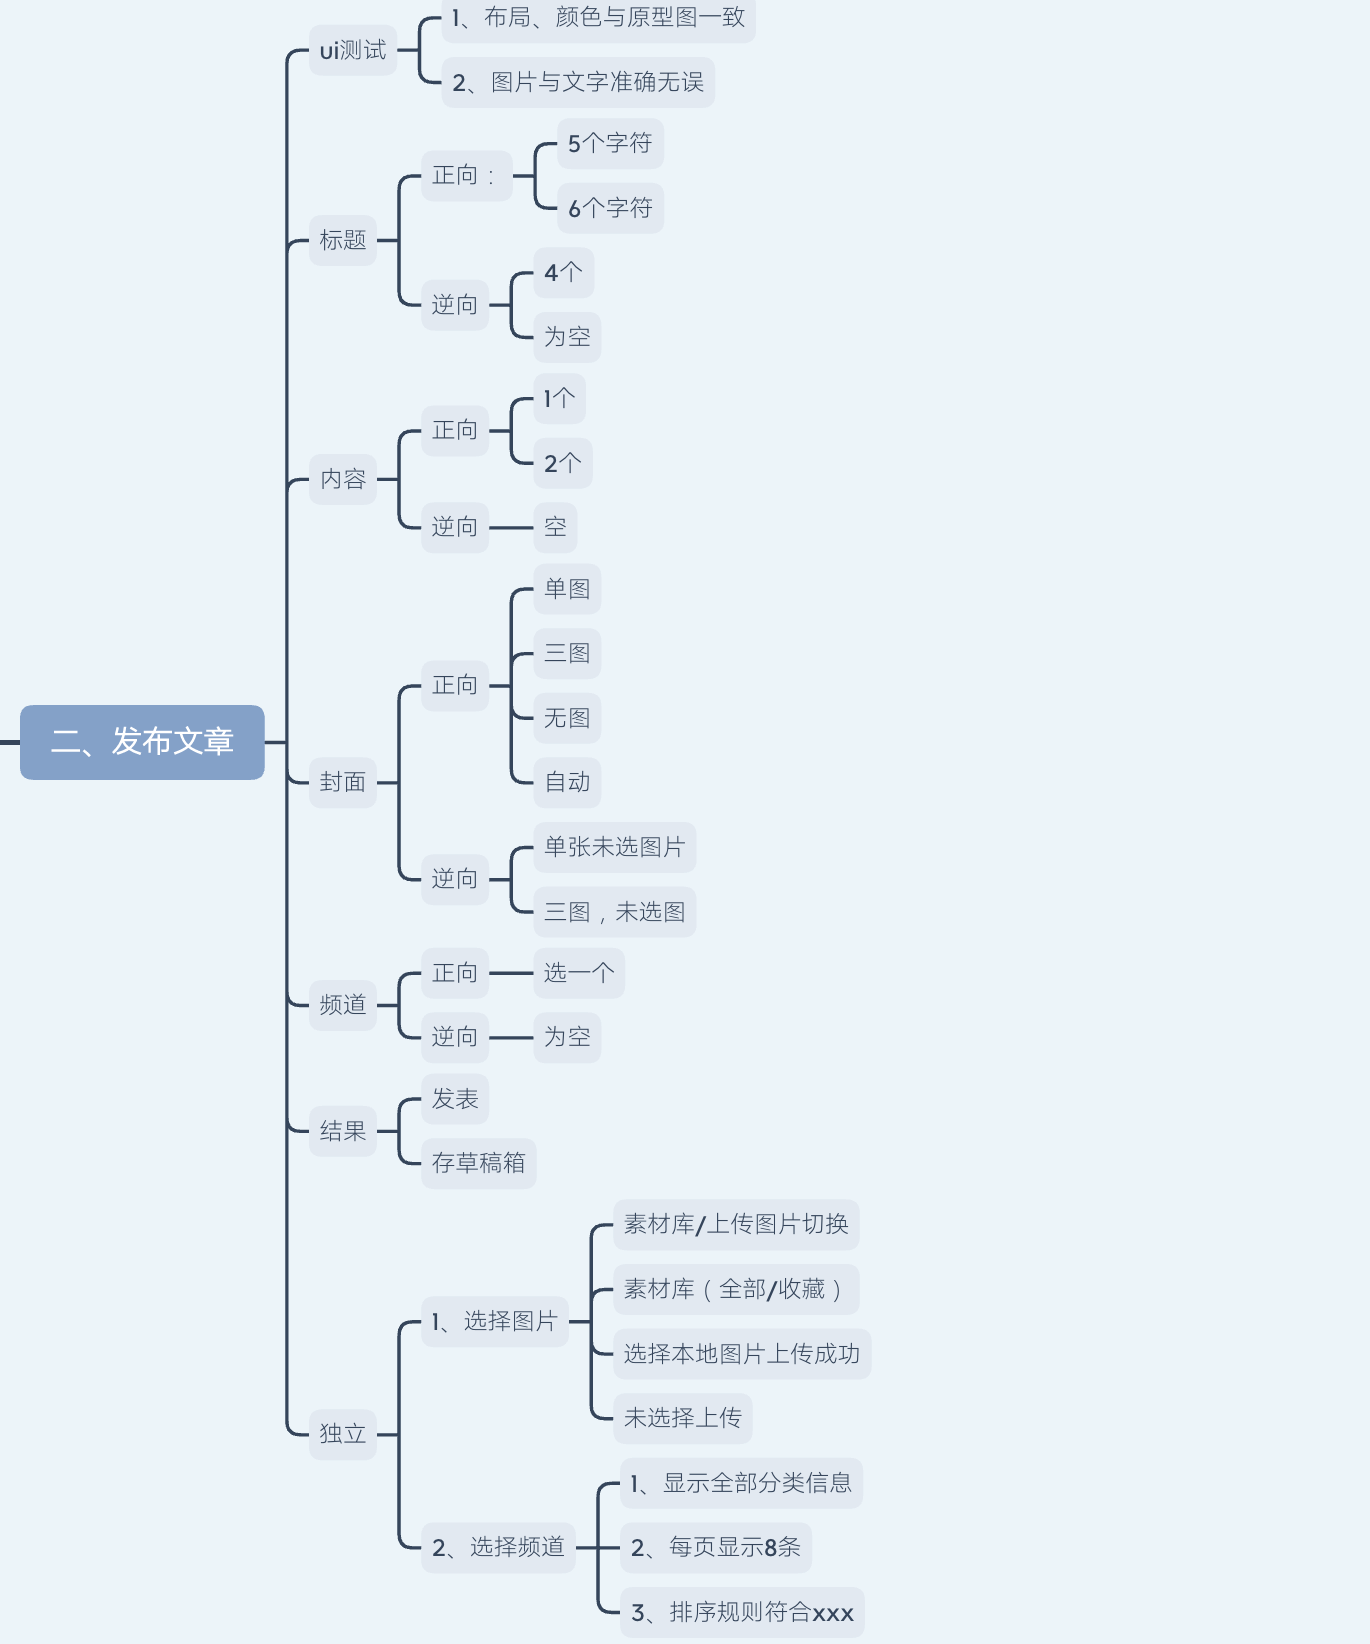 二、发布文章
ui测试
1、布局、颜色与原型图一致
2、图片与文字准确无误
标题
正向：
5个字符
6个字符
逆向
4个
为空
内容
正向
1个
2个
逆向
空
封面
正向
单图
三图
无图
自动
逆向
单张未选图片
三图，未选图
频道
正向
选一个
逆向
为空
结果
发表
存草稿箱
独立
1、选择图片
素材库/上传图片切换
素材库（全部/收藏）
选择本地图片上传成功
未选择上传
2、选择频道
1、显示全部分类信息
2、每页显示8条
3、排序规则符合xxx